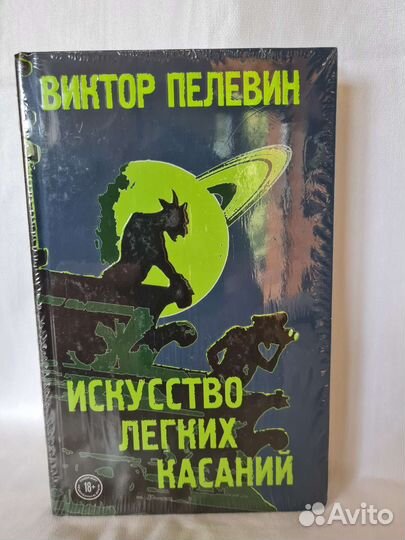 ВИКТОР ПЕЛЕВИН
ИСКУССТВО
ЛЕГКИХ
КАСАНИЙ
18+
Avito